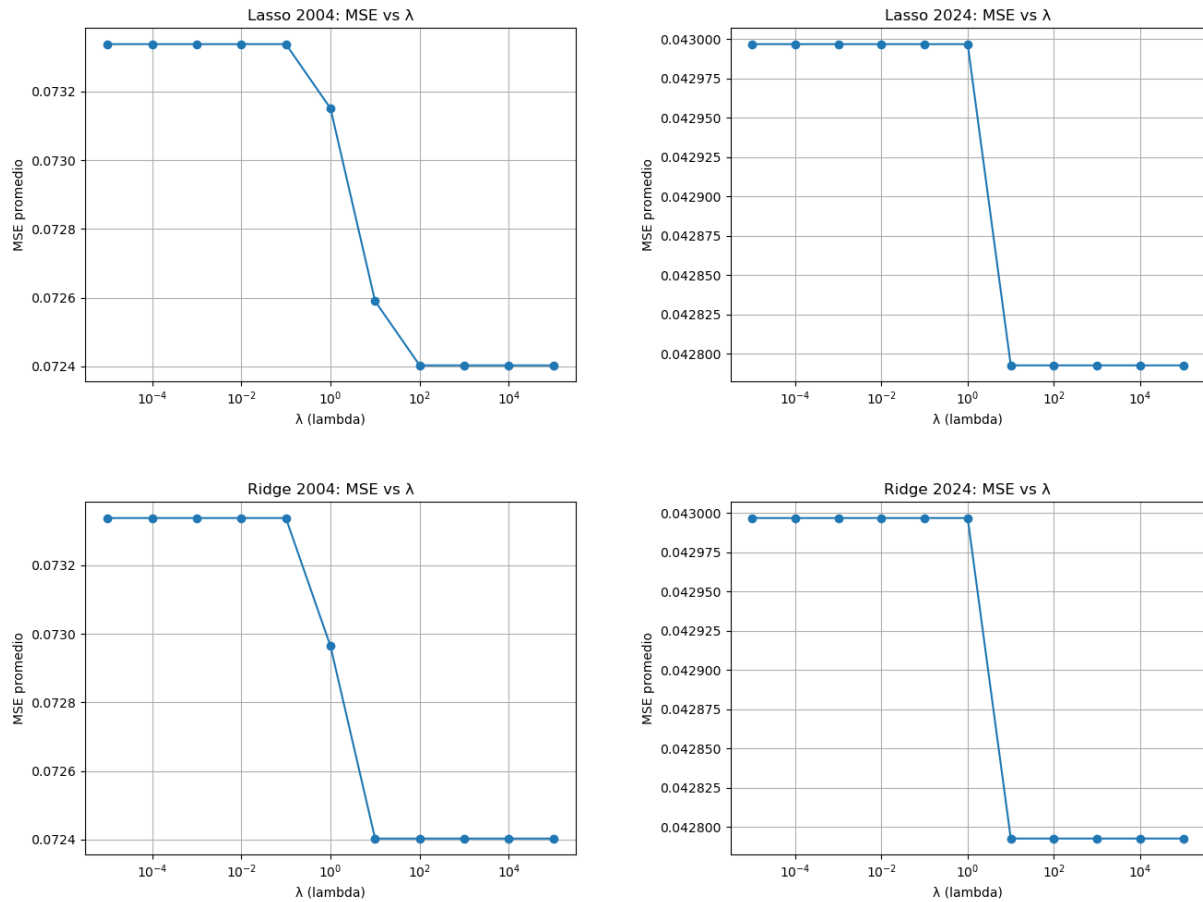 Lasso 2004: MSE vs λ
MSE promedio
0.0732
0.0730
0.0728
0.0726
0.0724
10⁻⁴ 10⁻² 10⁰ 10² 10⁴
λ (lambda)
Lasso 2024: MSE vs λ
MSE promedio
0.043000
0.042975
0.042950
0.042925
0.042900
0.042875
0.042850
0.042825
0.042800
10⁻⁴ 10⁻² 10⁰ 10² 10⁴
λ (lambda)
Ridge 2004: MSE vs λ
MSE promedio
0.0732
0.0730
0.0728
0.0726
0.0724
10⁻⁴ 10⁻² 10⁰ 10² 10⁴
λ (lambda)
Ridge 2024: MSE vs λ
MSE promedio
0.043000
0.042975
0.042950
0.042925
0.042900
0.042875
0.042850
0.042825
0.042800
10⁻⁴ 10⁻² 10⁰ 10² 10⁴
λ (lambda)